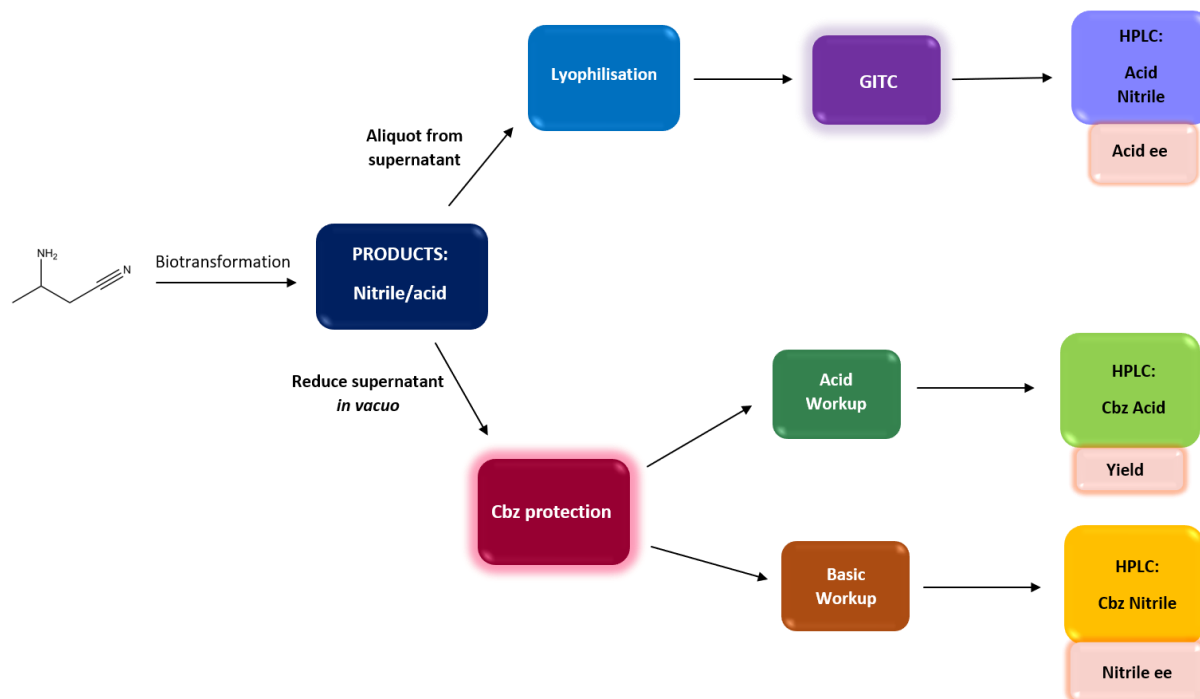 HPLC:
Acid
Nitrile
Lyophilisation
GITC
Aliquot from
supernatant
Acid ee
NH₂
N
Biotransformation
PRODUCTS:
Nitrile/acid
Reduce supernatant
in vacuo
Acid
Workup
HPLC:
Cbz Acid
Yield
Cbz protection
Basic
Workup
HPLC:
Cbz Nitrile
Nitrile ee